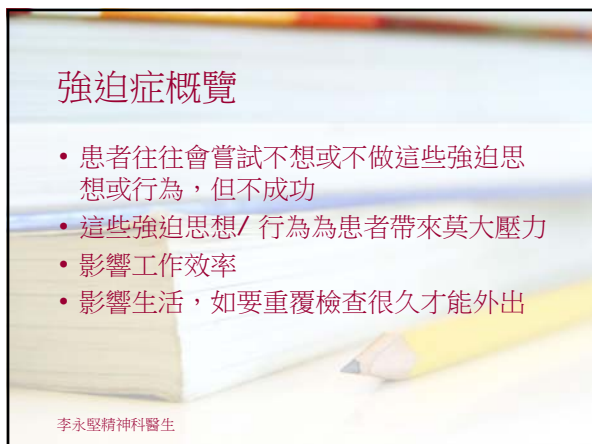 強迫症概覽
• 患者往往會嘗試不想或不做這些強迫思
想或行為，但不成功
• 這些強迫思想/ 行為為患者帶來莫大壓力
• 影響工作效率
• 影響生活，如要重覆檢查很久才能外出
李永堅精神科醫生